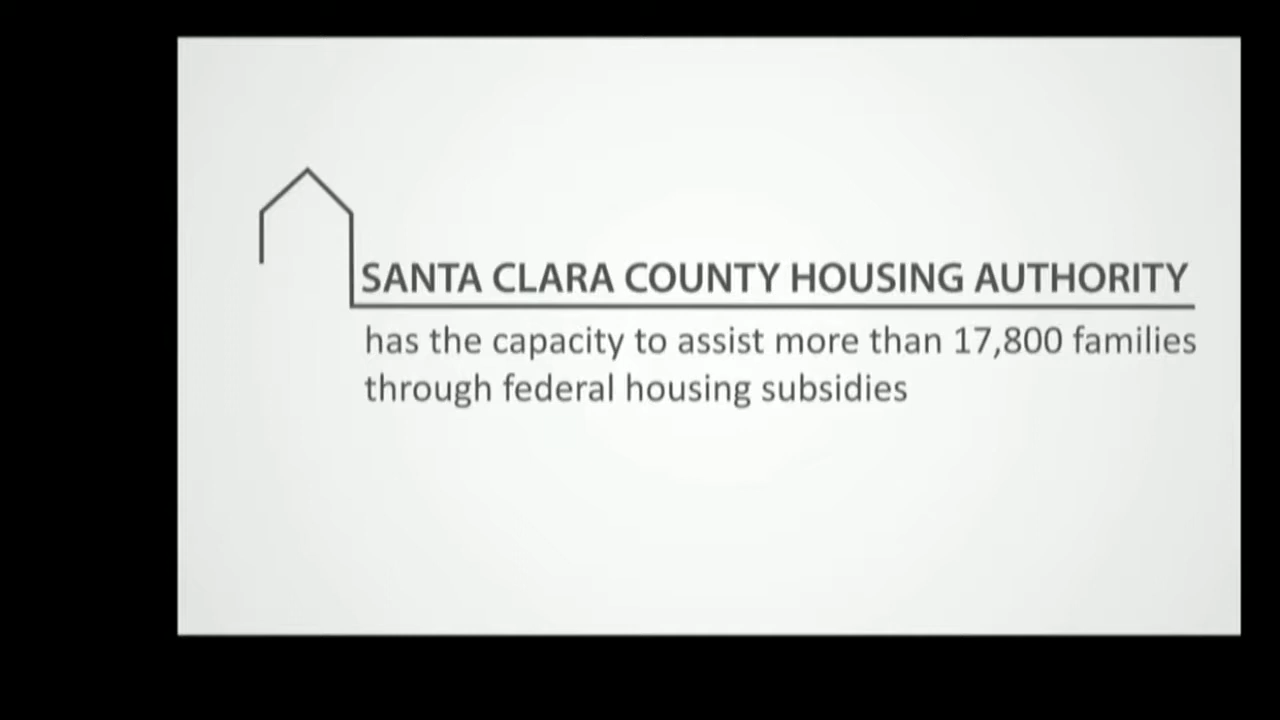 SANTA CLARA COUNTY HOUSING AUTHORITY
has the capacity to assist more than 17,800 families
through federal housing subsidies